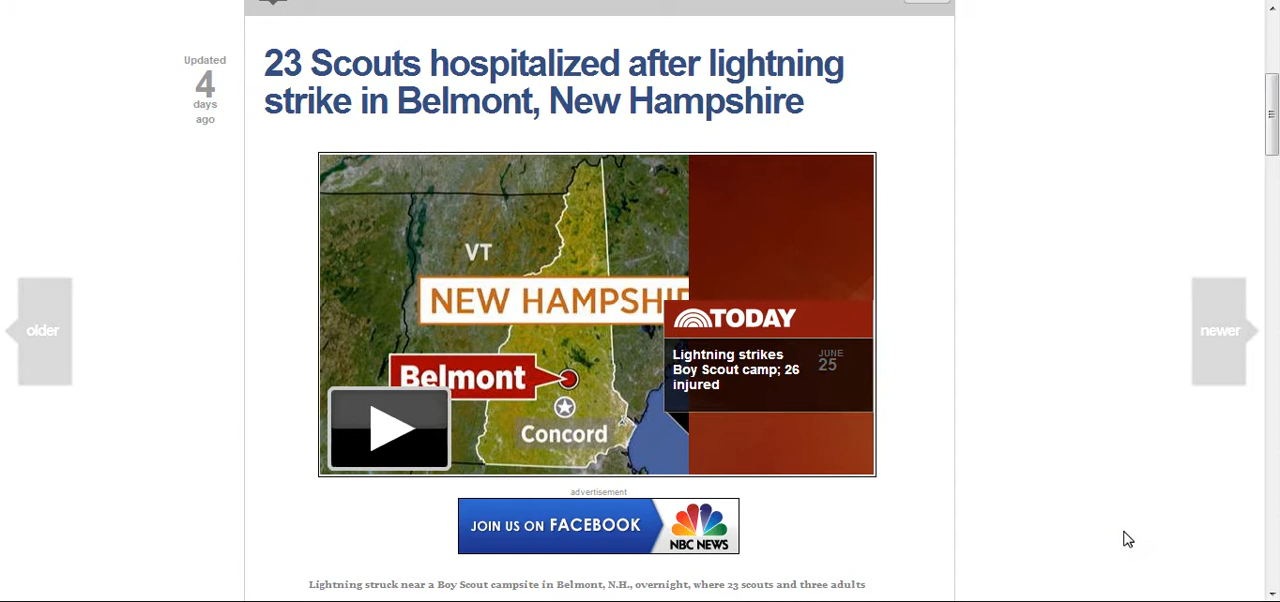 Updated
4
days
ago
23 Scouts hospitalized after lightning
strike in Belmont, New Hampshire
VT
NEW HAMPSHIR
Belmont
Concord
TODAY
Lightning strikes
Boy Scout camp; 26
injured
JUNE
25
older
newer
advertisement
JOIN US ON FACEBOOK
NBC NEWS
Lightning struck near a Boy Scout campsite in Belmont, N.H., overnight, where 23 scouts and three adults